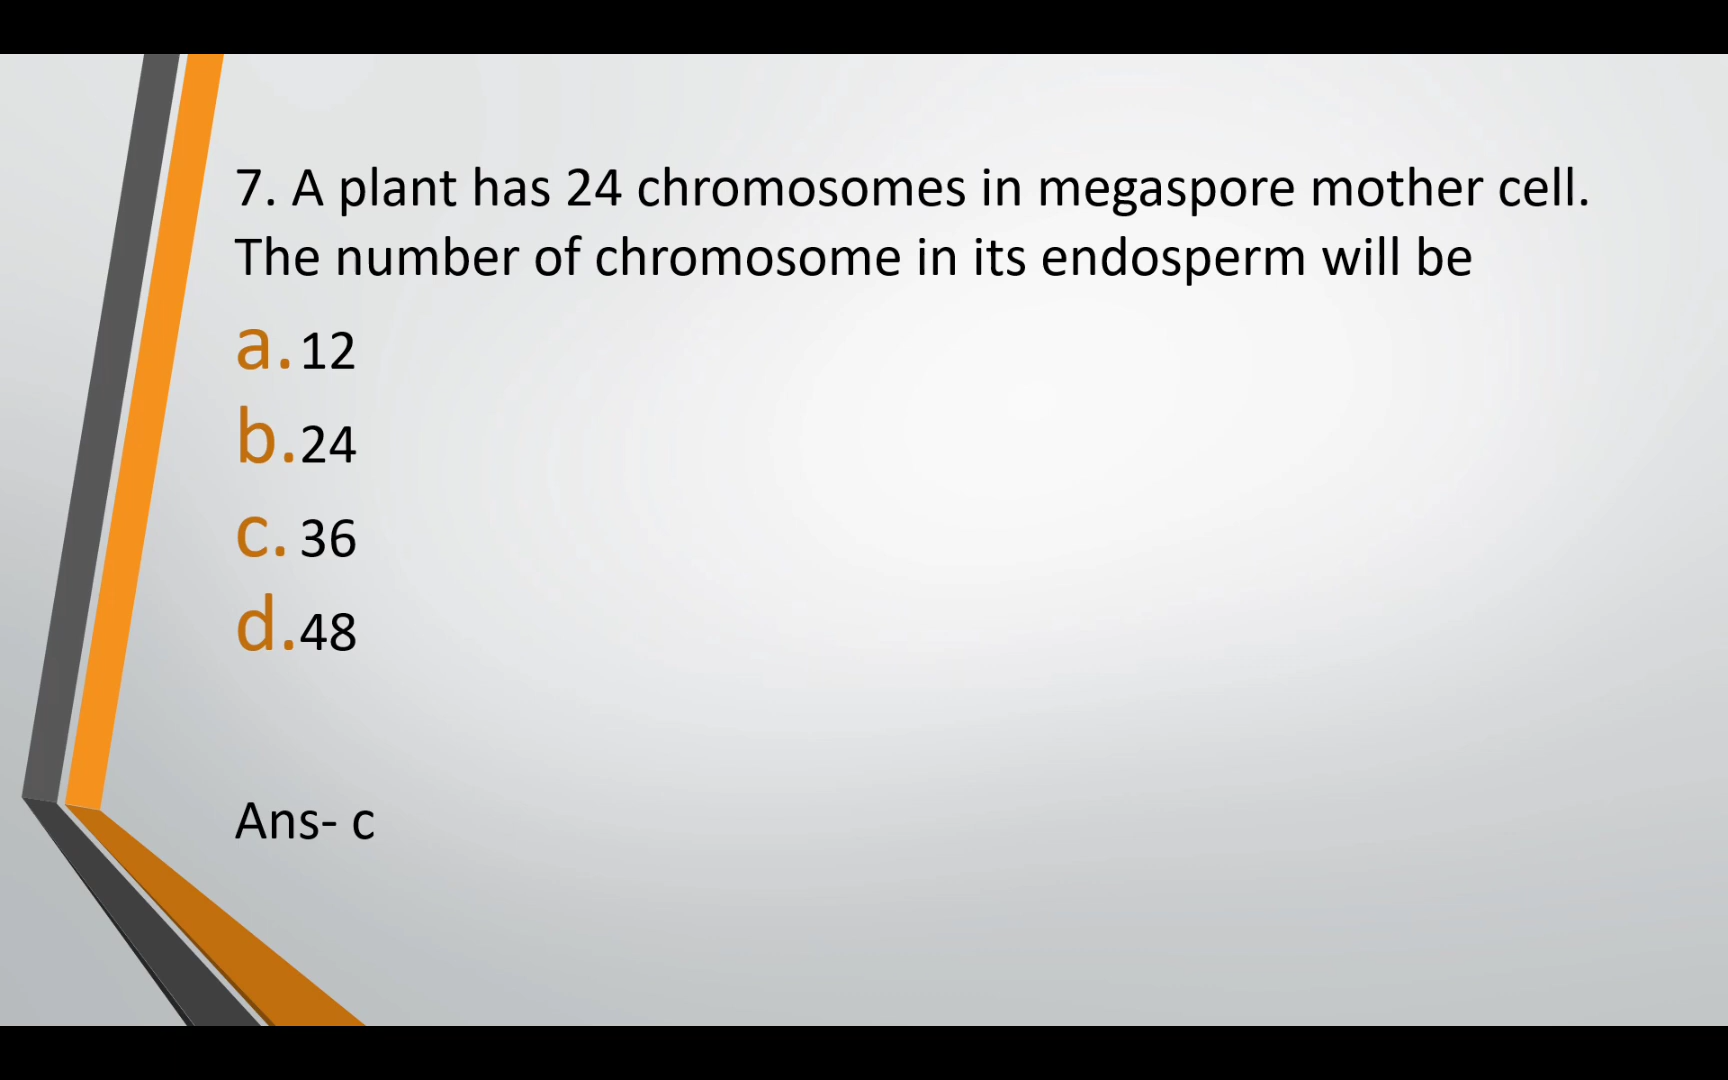 7. A plant has 24 chromosomes in megaspore mother cell.
The number of chromosome in its endosperm will be
a. 12
b. 24
c. 36
d. 48
Ans- c